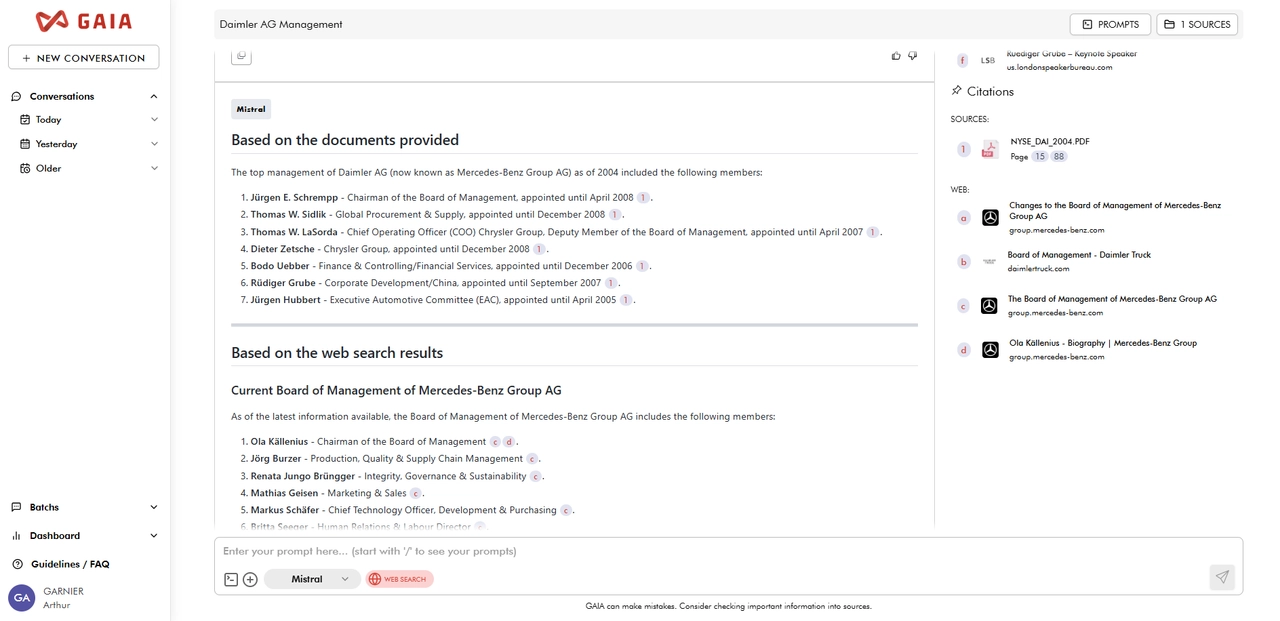 GAIA
+ NEW CONVERSATION
Conversations
Today
Yesterday
Older
Batchs
Dashboard
Guidelines / FAQ
GA
GARNIER
Arthur
Daimler AG Management
PROMPTS
1 SOURCES
Mistral
Based on the documents provided
The top management of Daimler AG (now known as Mercedes-Benz Group AG) as of 2004 included the following members:
1. Jürgen E. Schrempp - Chairman of the Board of Management, appointed until April 2008 1 .
2. Thomas W. Sidlik - Global Procurement & Supply, appointed until December 2008 1 .
3. Thomas W. LaSorda - Chief Operating Officer (COO) Chrysler Group, Deputy Member of the Board of Management, appointed until April 2007 1 .
4. Dieter Zetsche - Chrysler Group, appointed until December 2008 1 .
5. Bodo Uebber - Finance & Controlling/Financial Services, appointed until December 2006 1 .
6. Rüdiger Grube - Corporate Development/China, appointed until September 2007 1 .
7. Jürgen Hubbert - Executive Automotive Committee (EAC), appointed until April 2005 1 .
Based on the web search results
Current Board of Management of Mercedes-Benz Group AG
As of the latest information available, the Board of Management of Mercedes-Benz Group AG includes the following members:
1. Ola Källenius - Chairman of the Board of Management c d .
2. Jörg Burzer - Production, Quality & Supply Chain Management c .
3. Renata Jungo Brüngger - Integrity, Governance & Sustainability c .
4. Mathias Geisen - Marketing & Sales c .
5. Markus Schäfer - Chief Technology Officer, Development & Purchasing c .
6. Britta Seeger - Human Relations & Labour Director c .
f LSB Ruediger Grube – Keynote Speaker
us.londonspeakerbureau.com
Citations
SOURCES:
1 PDF NYSE_DAI_2004.PDF
Page 15 88
WEB:
a Changes to the Board of Management of Mercedes-Benz
Group AG
group.mercedes-benz.com
b Board of Management - Daimler Truck
daimlertruck.com
c The Board of Management of Mercedes-Benz Group AG
group.mercedes-benz.com
d Ola Källenius - Biography | Mercedes-Benz Group
group.mercedes-benz.com
Enter your prompt here... (start with '/' to see your prompts)
Mistral
WEB SEARCH
GAIA can make mistakes. Consider checking important information into sources.